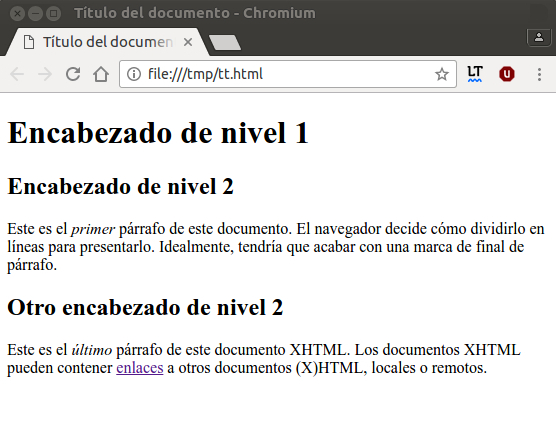 Título del documento - Chromium
Título del documen
file:///tmp/tt.html
LT
Encabezado de nivel 1
Encabezado de nivel 2
Este es el primer párrafo de este documento. El navegador decide cómo dividirlo en
líneas para presentarlo. Idealmente, tendría que acabar con una marca de final de
párrafo.
Otro encabezado de nivel 2
Este es el último párrafo de este documento XHTML. Los documentos XHTML
pueden contener enlaces a otros documentos (X)HTML, locales o remotos.